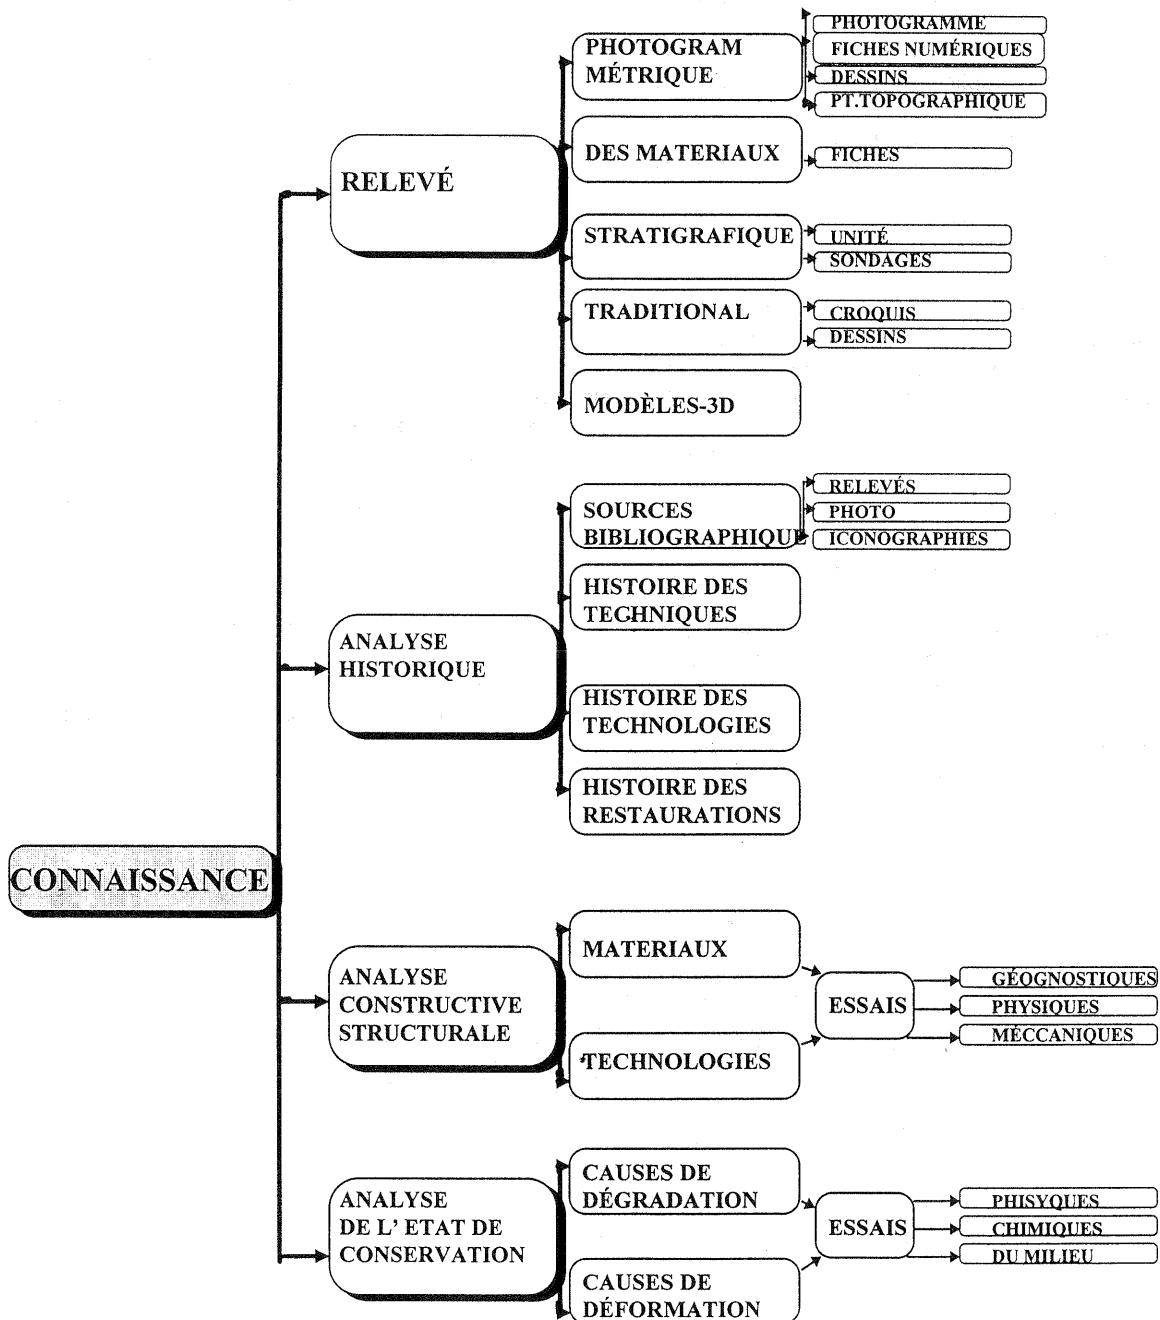 PHOTOGRAM
MÉTRIQUE
PHOTOGRAMME
FICHES NUMÉRIQUES
DESSINS
PT.TOPOGRAPHIQUE
RELEVÉ
DES MATERIAUX
FICHES
STRATIGRAFIQUE
UNITÉ
SONDAGES
TRADITIONAL
CROQUIS
DESSINS
MODÈLES-3D
SOURCES
BIBLIOGRAPHIQUE
RELEVÉS
PHOTO
ICONOGRAPHIES
HISTOIRE DES
TECHNIQUES
ANALYSE
HISTORIQUE
HISTOIRE DES
TECHNOLOGIES
HISTOIRE DES
RESTAURATIONS
CONNAISSANCE
ANALYSE
CONSTRUCTIVE
STRUCTURALE
MATERIAUX
TECHNOLOGIES
ESSAIS
GÉOGNOSTIQUES
PHYSIQUES
MÉCCANIQUES
ANALYSE
DE L' ETAT DE
CONSERVATION
CAUSES DE
DÉGRADATION
CAUSES DE
DÉFORMATION
ESSAIS
PHISYQUES
CHIMIQUES
DU MILIEU